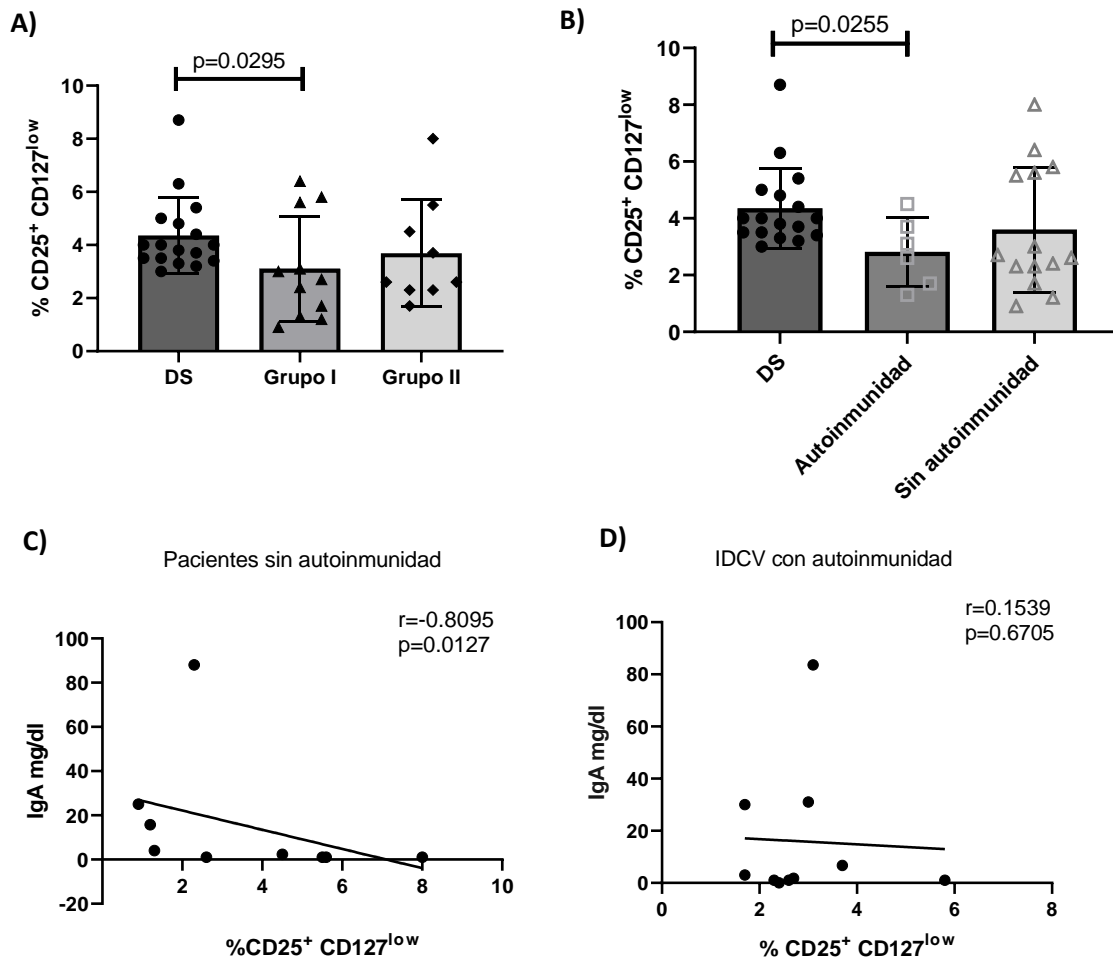 A)
p=0.0295
% CD25⁺ CD127ˡᵒʷ
10
8
6
4
2
0
DS
Grupo I
Grupo II
B)
p=0.0255
% CD25⁺ CD127ˡᵒʷ
10
8
6
4
2
0
DS
Autoinmunidad
Sin autoinmunidad
C)
Pacientes sin autoinmunidad
r=-0.8095
p=0.0127
IgA mg/dl
100
80
60
40
20
0
-20
2
4
6
8
10
%CD25⁺ CD127ˡᵒʷ
D)
IDCV con autoinmunidad
r=0.1539
p=0.6705
IgA mg/dl
100
80
60
40
20
0
0
2
4
6
8
% CD25⁺ CD127ˡᵒʷ